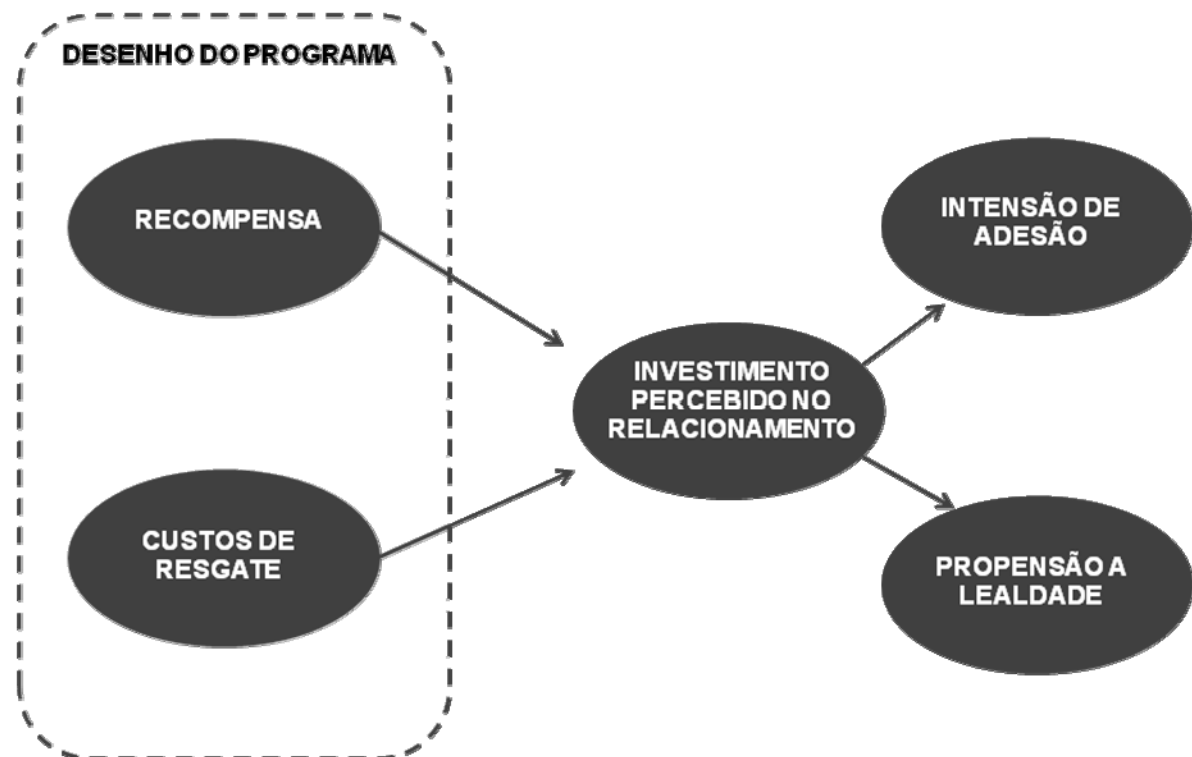 DESENHO DO PROGRAMA
RECOMPENSA
CUSTOS DE
RESGATE
INVESTIMENTO
PERCEBIDO NO
RELACIONAMENTO
INTENSÃO DE
ADESÃO
PROPENSÃO A
LEALDADE